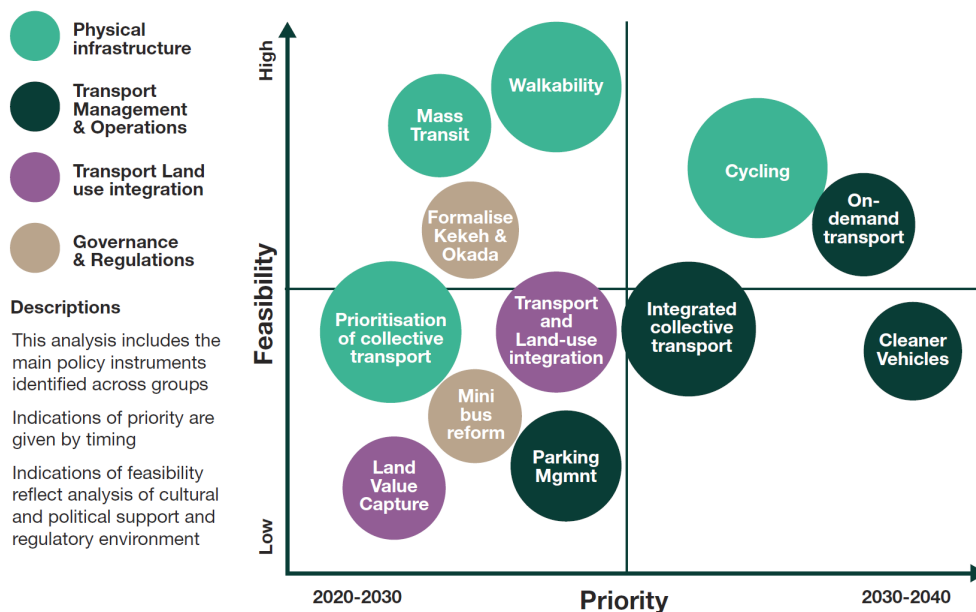 Physical
infrastructure
Transport
Management
& Operations
Transport Land
use integration
Governance
& Regulations
Descriptions
This analysis includes the
main policy instruments
identified across groups
Indications of priority are
given by timing
Indications of feasibility
reflect analysis of cultural
and political support and
regulatory environment
High
Feasibility
Low
Walkability
Mass
Transit
Cycling
On-
demand
transport
Formalise
Kekeh &
Okada
Prioritisation
of collective
transport
Transport
and
Land-use
integration
Integrated
collective
transport
Cleaner
Vehicles
Mini
bus
reform
Land
Value
Capture
Parking
Mgmnt
2020-2030
Priority
2030-2040